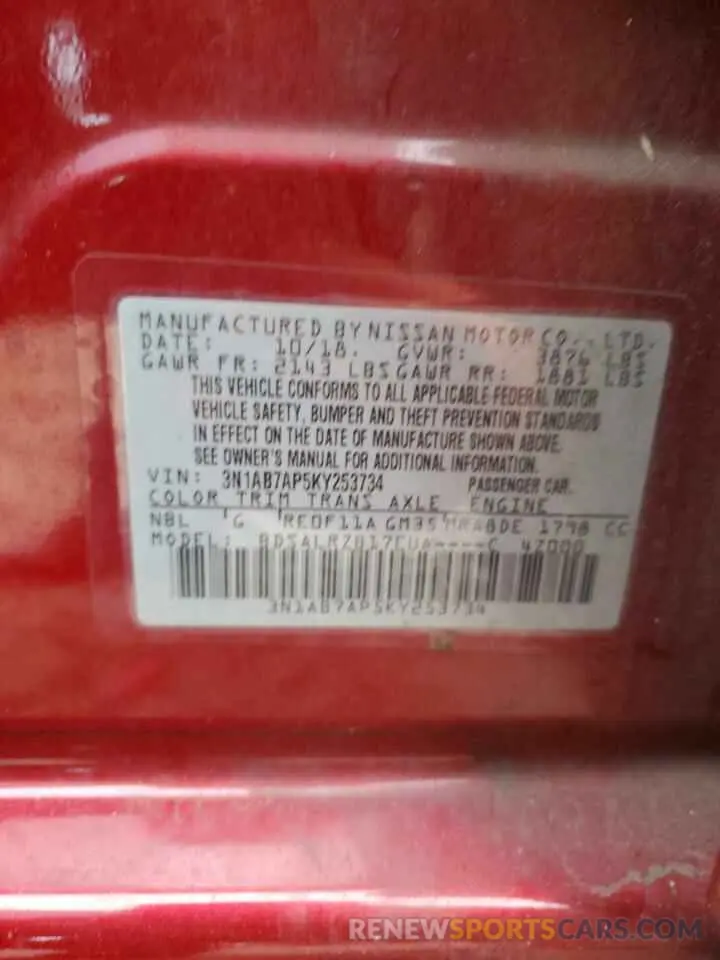 MANUFACTURED BY NISSAN MOTOR CO., LTD.
DATE: 10/18. GVWR: 3876 LBS
GAWR FR: 2143 LBS GAWR RR: 1881 LBS
THIS VEHICLE CONFORMS TO ALL APPLICABLE FEDERAL MOTOR
VEHICLE SAFETY, BUMPER AND THEFT PREVENTION STANDARDS
IN EFFECT ON THE DATE OF MANUFACTURE SHOWN ABOVE.
SEE OWNER'S MANUAL FOR ADDITIONAL INFORMATION.
VIN: 3N1AB7AP5KY253734 PASSENGER CAR.
COLOR TRIM TRANS AXLE ENGINE
NBL G RE0F11A GM35 MRA8DE 1798 CC
MODEL:
3N1AB7AP5KY253734
RENEWSPORTSCARS.COM